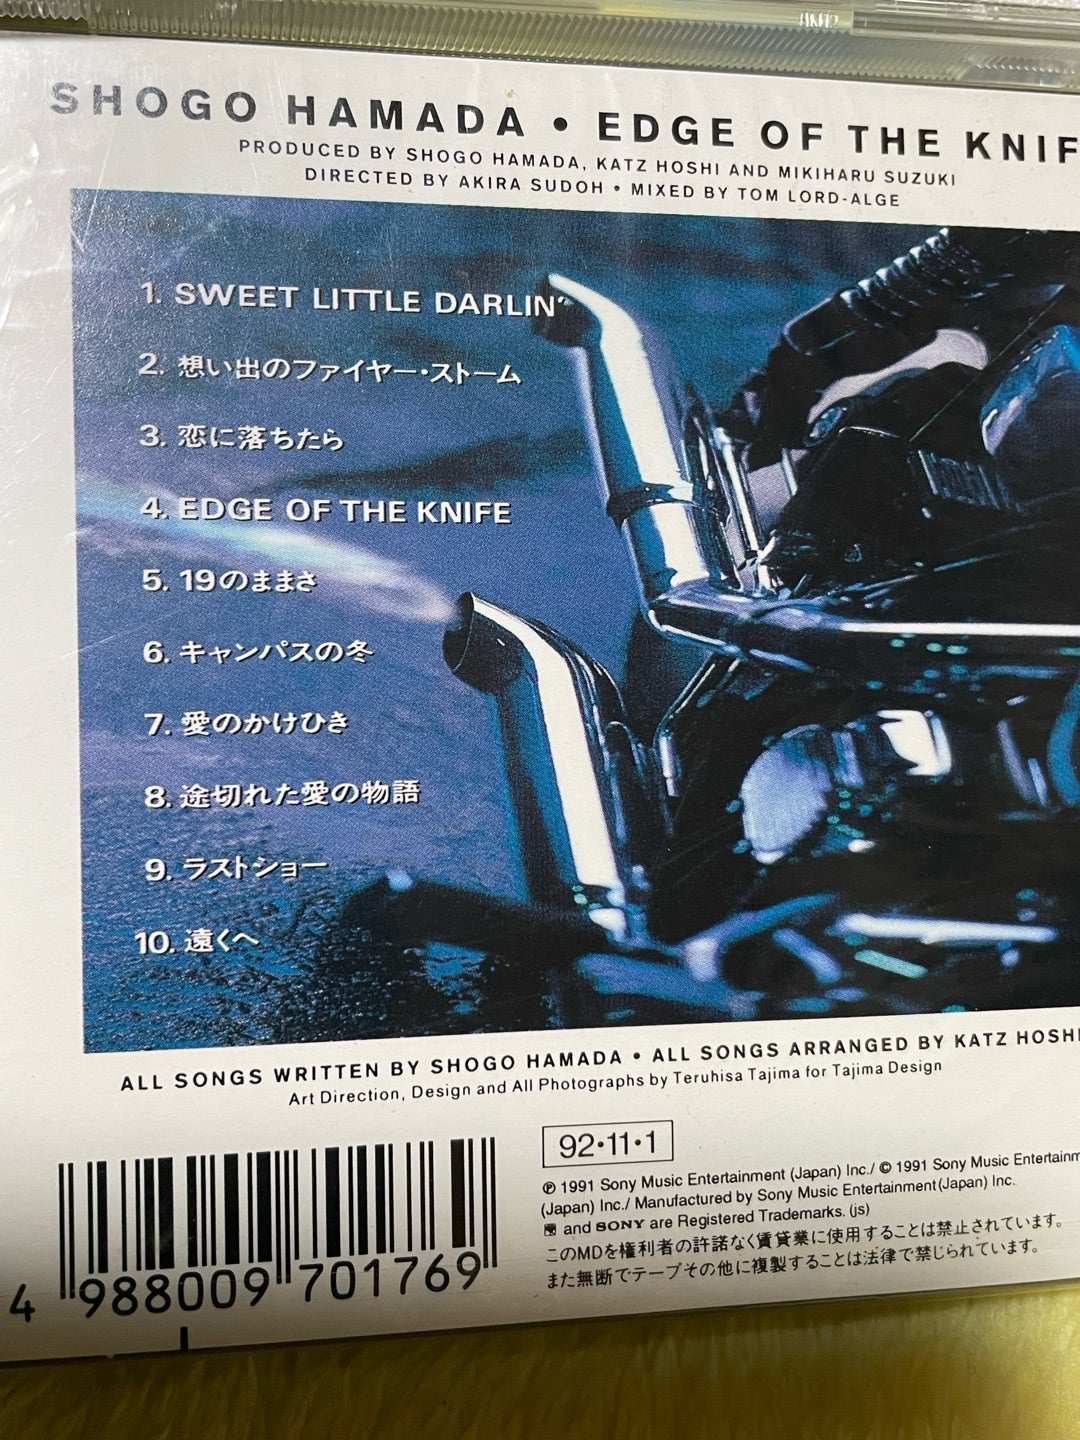 SHOGO HAMADA • EDGE OF THE KNIF
PRODUCED BY SHOGO HAMADA, KATZ HOSHI AND MIKIHARU SUZUKI
DIRECTED BY AKIRA SUDOH • MIXED BY TOM LORD-ALGE
1. SWEET LITTLE DARLIN'
2. 想い出のファイヤー・ストーム
3. 恋に落ちたら
4. EDGE OF THE KNIFE
5. 19のままさ
6. キャンパスの冬
7. 愛のかけひき
8. 途切れた愛の物語
9. ラストショー
10. 遠くへ
ALL SONGS WRITTEN BY SHOGO HAMADA • ALL SONGS ARRANGED BY KATZ HOSHI
Art Direction, Design and All Photographs by Teruhisa Tajima for Tajima Design
92•11•1
℗ 1991 Sony Music Entertainment (Japan) Inc./ © 1991 Sony Music Entertainm
(Japan) Inc./ Manufactured by Sony Music Entertainment(Japan) Inc.
and SONY are Registered Trademarks. (js)
このMDを権利者の許諾なく賃貸業に使用することは禁止されています。
また無断でテープその他に複製することは法律で禁じられています。
4 988009 701769